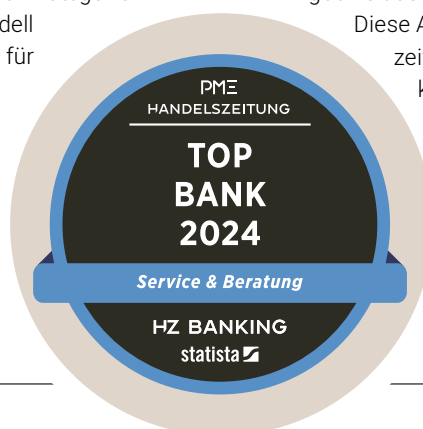 dell
Diese
für
zei
PME
HANDELSZEITUNG
TOP
BANK
2024
Service & Beratung
HZ BANKING
statista